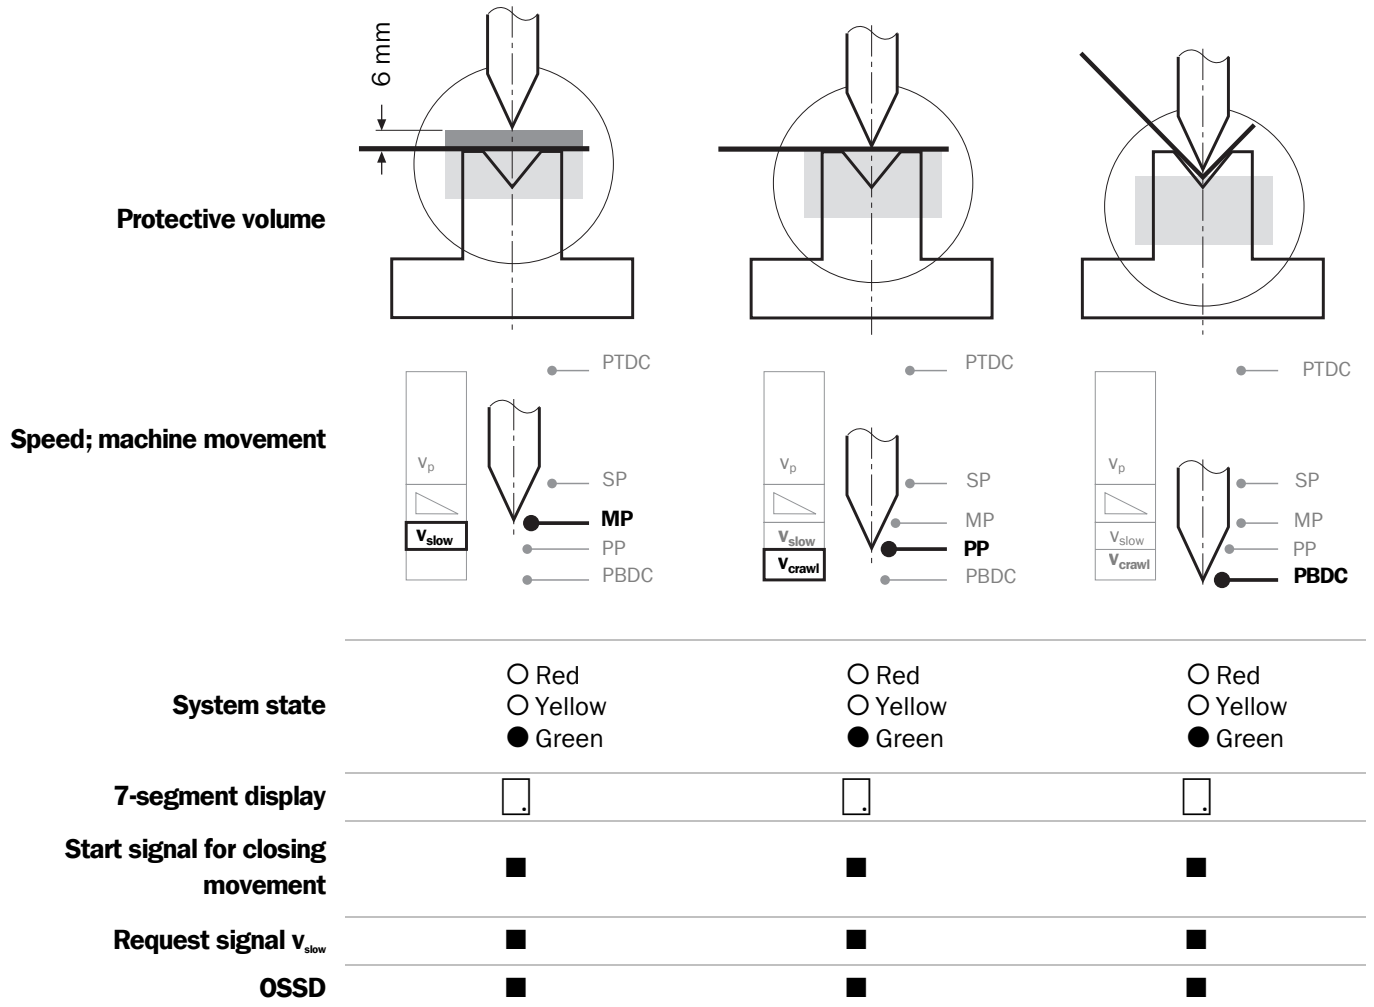 6 mm
Protective volume
PTDC PTDC PTDC
Speed; machine movement
vp vp vp
SP SP SP
MP MP MP
vslow vslow vslow
PP PP PP
vcrawl vcrawl
PBDC PBDC PBDC
System state
Red Red Red
Yellow Yellow Yellow
Green Green Green
7-segment display
Start signal for closing
movement
Request signal vslow
OSSD